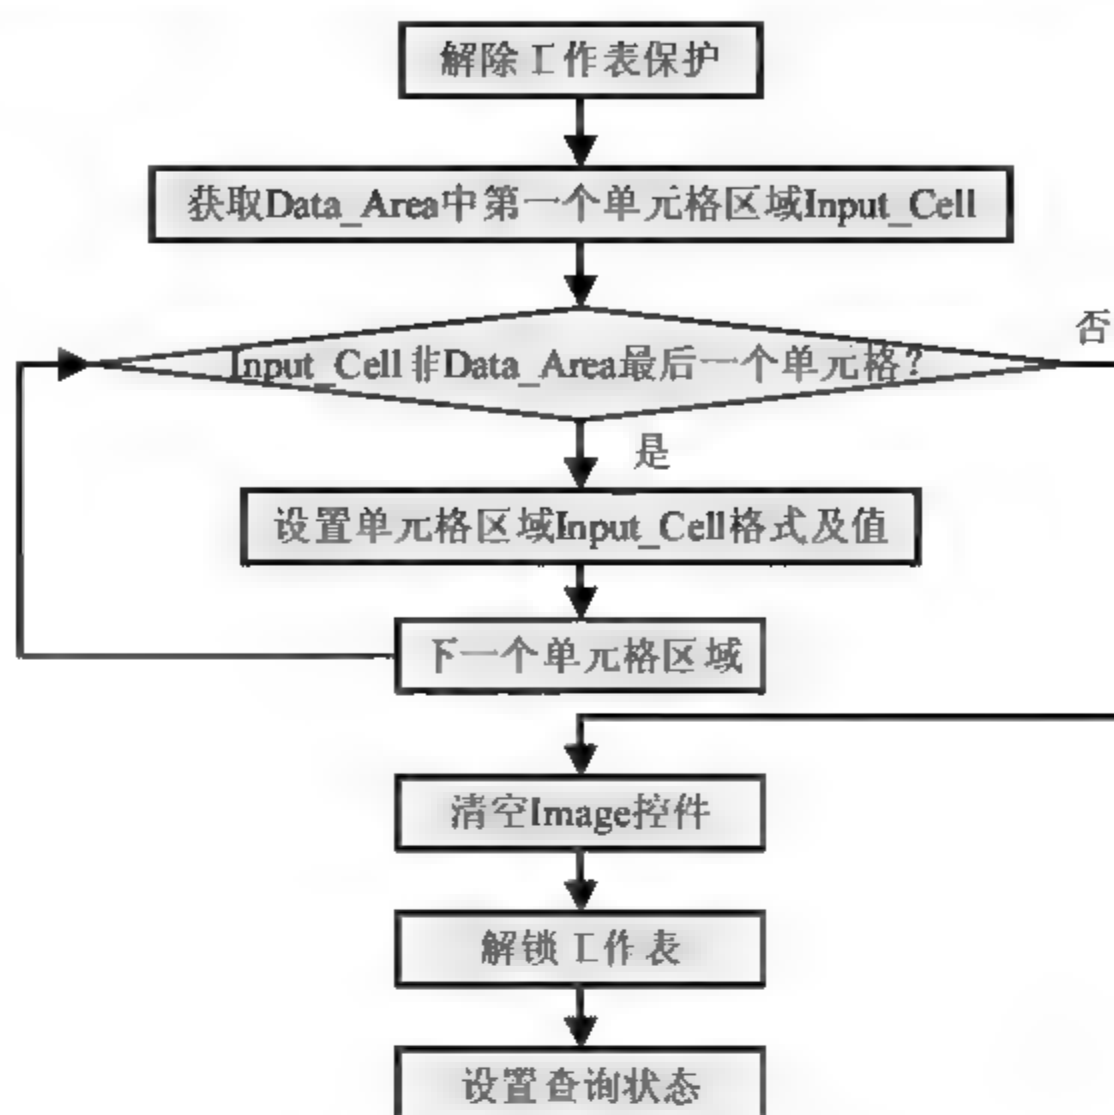 解除工作表保护
获取Data_Area中第一个单元格区域Input_Cell
否
Input_Cell非Data_Area最后一个单元格?
是
设置单元格区域Input_Cell格式及值
下一个单元格区域
清空Image控件
解锁工作表
设置查询状态